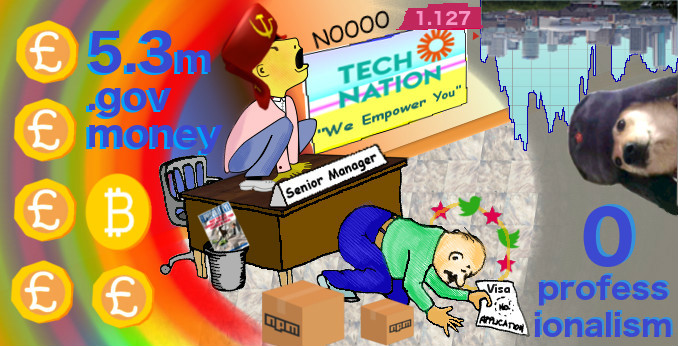 5.3m
.gov
money
NOOOO
1.127
TECH
NATION
"We Empower You"
Senior Manager
Visa
No.
APPLICATION
npm
npm
0
profess
ionalism